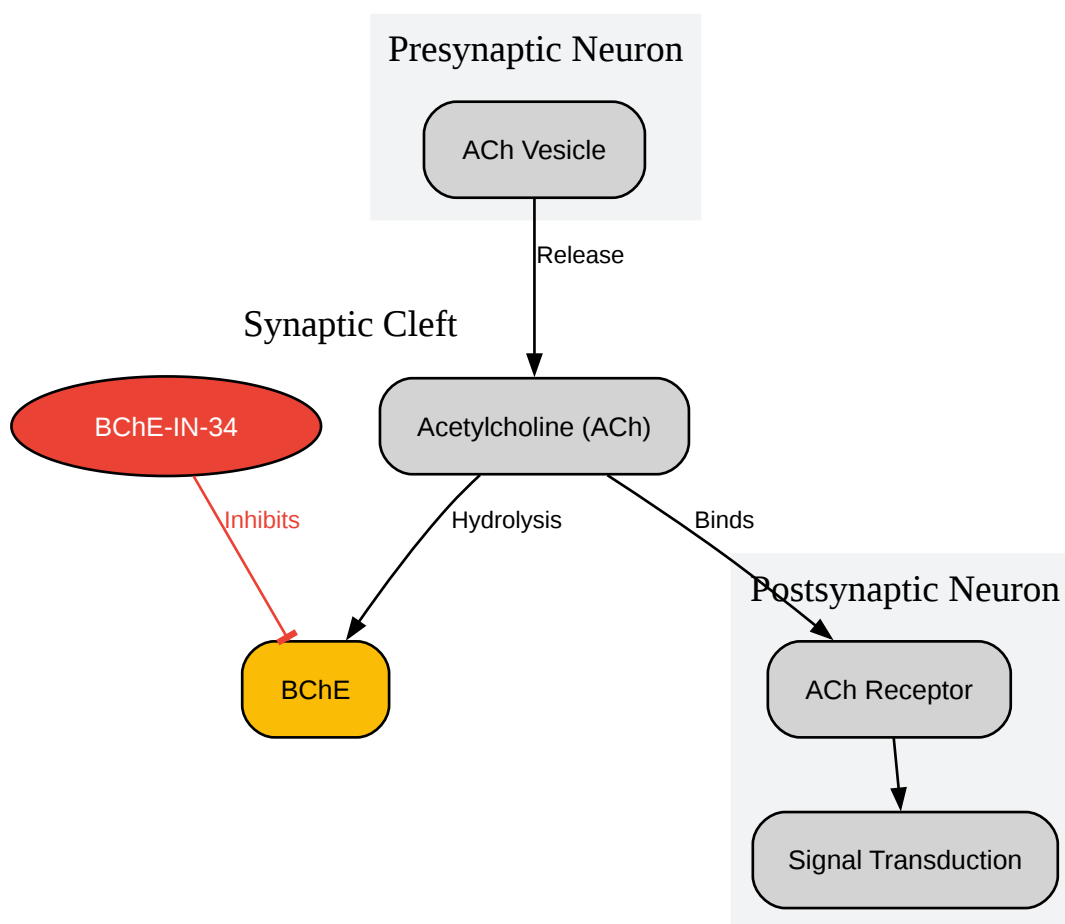 Presynaptic Neuron
ACh Vesicle
Release
Synaptic Cleft
BChE-IN-34
Acetylcholine (ACh)
Inhibits
Hydrolysis
Binds
Postsynaptic Neuron
BChE
ACh Receptor
Signal Transduction